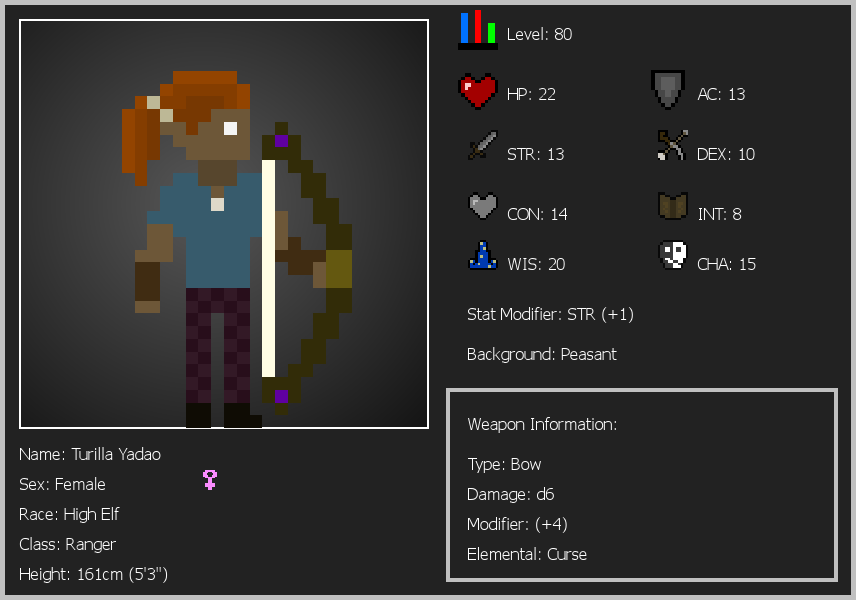 Level: 80
HP: 22
AC: 13
STR: 13
DEX: 10
CON: 14
INT: 8
WIS: 20
CHA: 15
Stat Modifier: STR (+1)
Background: Peasant
Weapon Information:
Type: Bow
Damage: d6
Modifier: (+4)
Elemental: Curse
Name: Turilla Yadao
Sex: Female
Race: High Elf
Class: Ranger
Height: 161cm (5'3")